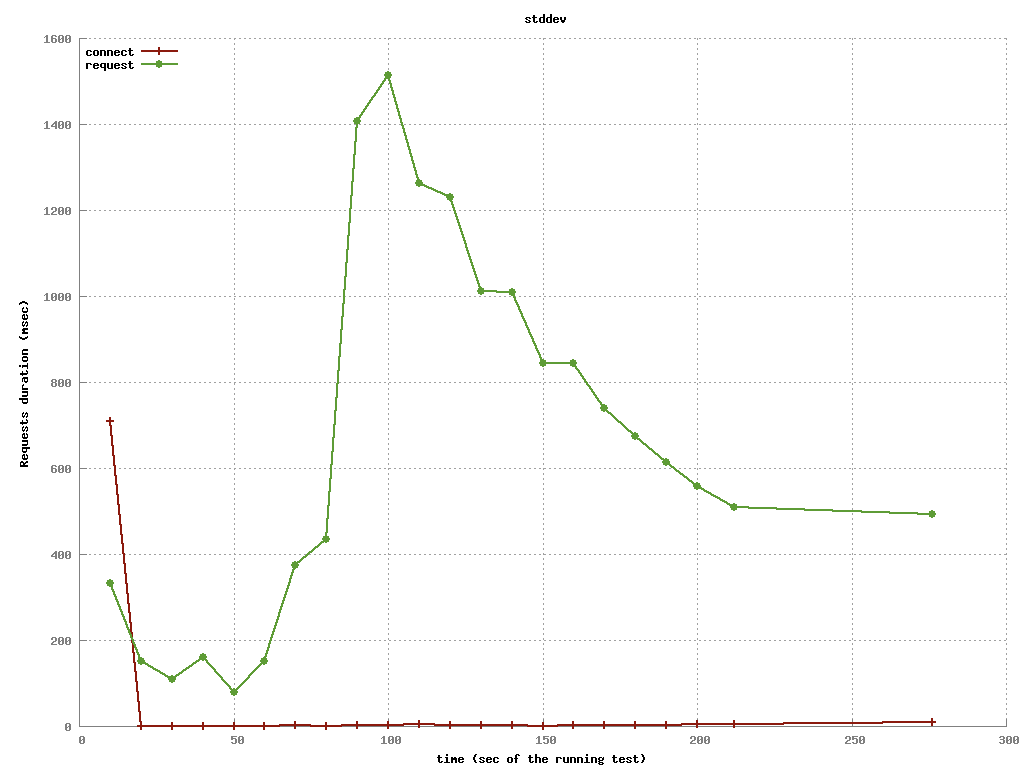 stddev
connect
request
Requests duration (msec)
1600
1400
1200
1000
800
600
400
200
0
0 50 100 150 200 250 300
time (sec of the running test)